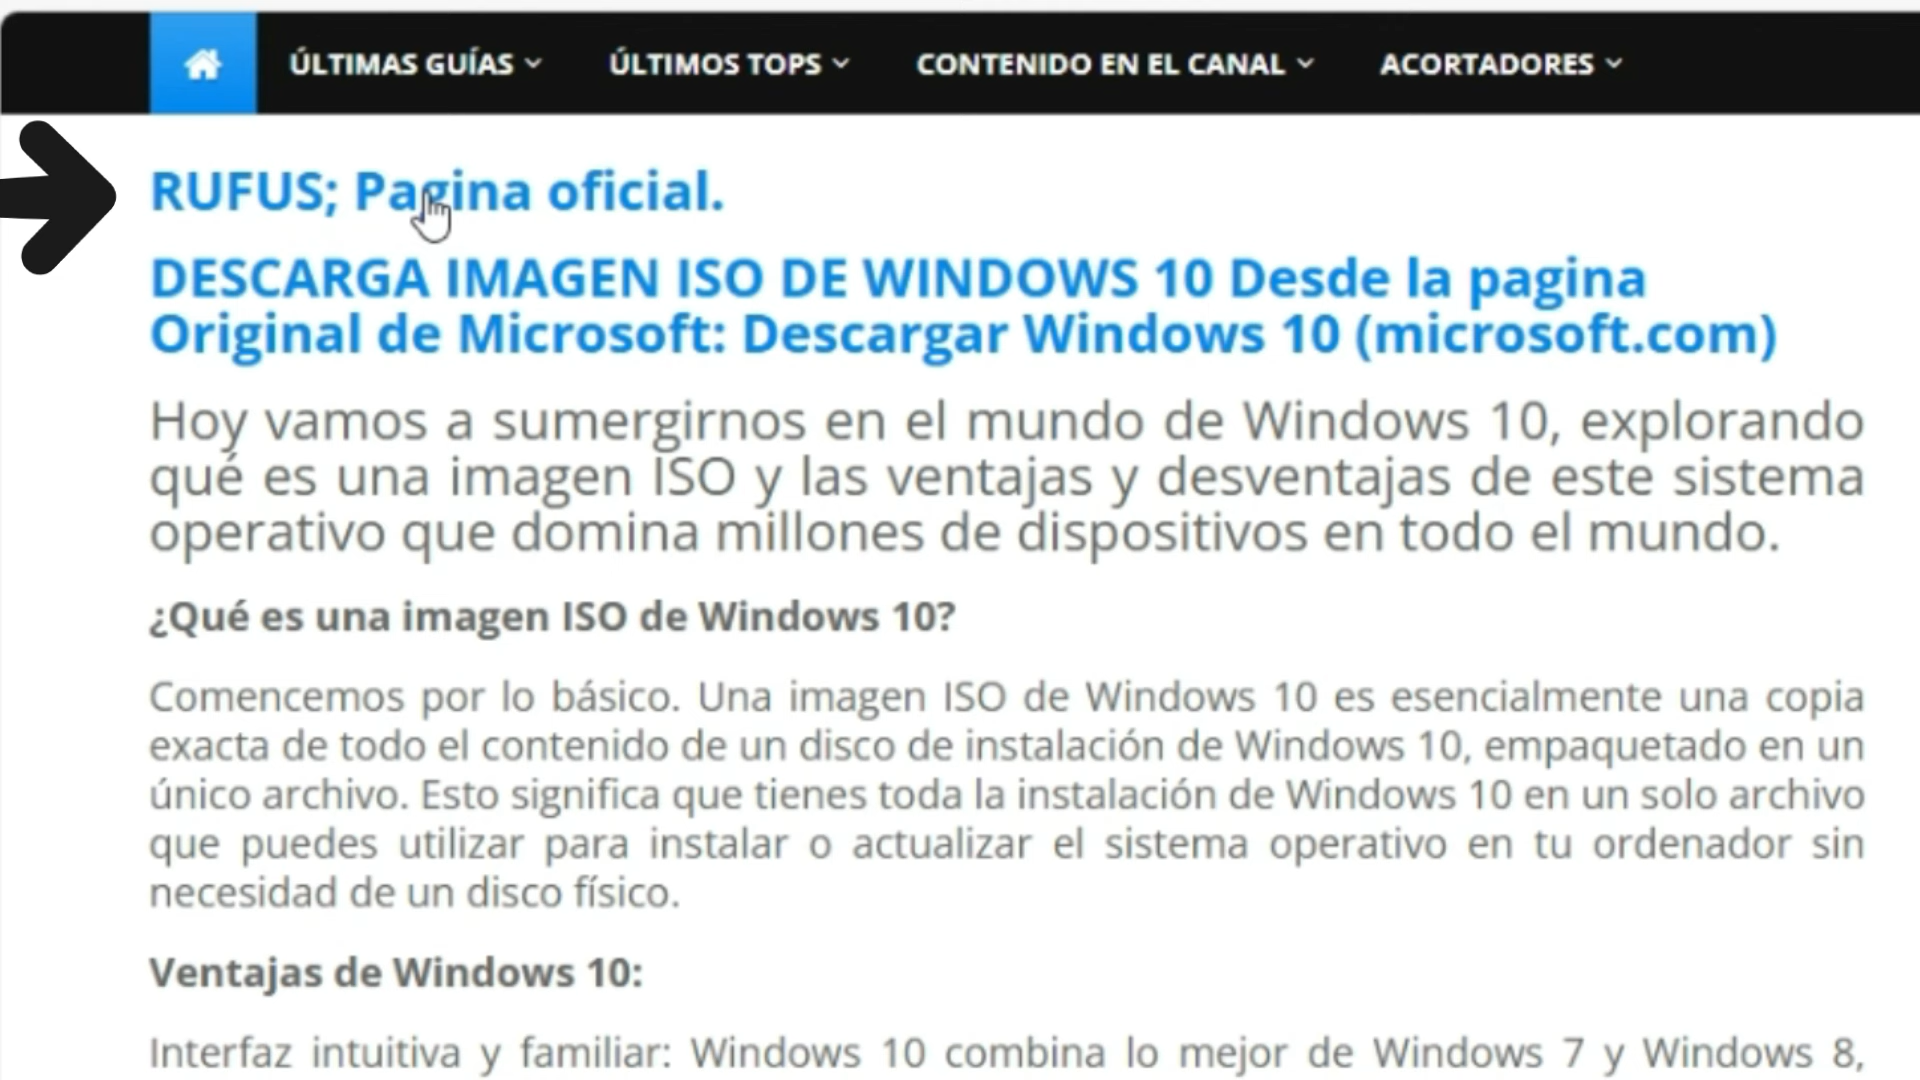 ÚLTIMAS GUÍAS ÚLTIMOS TOPS CONTENIDO EN EL CANAL ACORTADORES
RUFUS; Pagina oficial.
DESCARGA IMAGEN ISO DE WINDOWS 10 Desde la pagina
Original de Microsoft: Descargar Windows 10 (microsoft.com)
Hoy vamos a sumergirnos en el mundo de Windows 10, explorando
qué es una imagen ISO y las ventajas y desventajas de este sistema
operativo que domina millones de dispositivos en todo el mundo.
¿Qué es una imagen ISO de Windows 10?
Comencemos por lo básico. Una imagen ISO de Windows 10 es esencialmente una copia
exacta de todo el contenido de un disco de instalación de Windows 10, empaquetado en un
único archivo. Esto significa que tienes toda la instalación de Windows 10 en un solo archivo
que puedes utilizar para instalar o actualizar el sistema operativo en tu ordenador sin
necesidad de un disco físico.
Ventajas de Windows 10:
Interfaz intuitiva y familiar: Windows 10 combina lo mejor de Windows 7 y Windows 8,